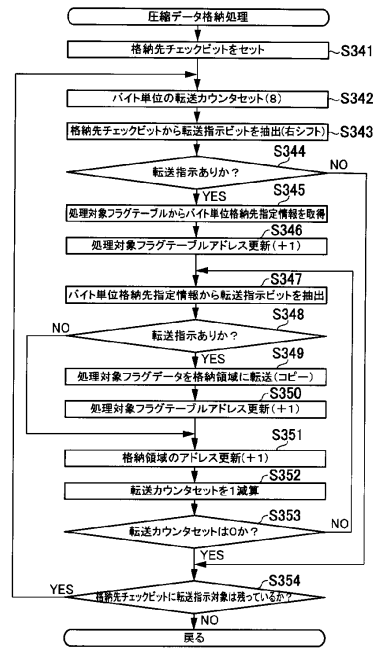 圧縮データ格納処理
格納先チェックビットをセット
S341
バイト単位の転送カウンタセット(8)
S342
格納先チェックビットから転送指示ビットを抽出(右シフト)
S343
S344
転送指示ありか?
NO
YES
S345
処理対象フラグテーブルからバイト単位格納先指定情報を取得
S346
処理対象フラグテーブルアドレス更新(+1)
S347
バイト単位格納先指定情報から転送指示ビットを抽出
S348
NO
転送指示ありか?
YES
S349
処理対象フラグデータを格納領域に転送(コピー)
S350
処理対象フラグテーブルアドレス更新(+1)
S351
格納領域のアドレス更新(+1)
S352
転送カウンタセットを1減算
S353
転送カウンタセットは0か?
NO
YES
S354
YES
格納先チェックビットに転送指示対象は残っているか?
NO
戻る